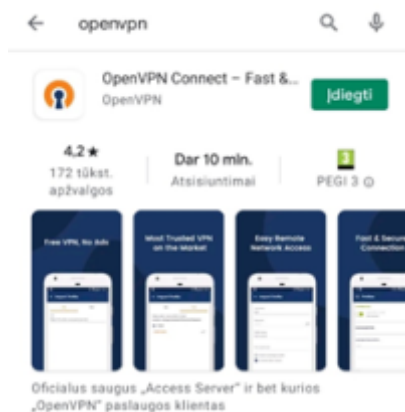 openvpn
OpenVPN Connect – Fast &...
OpenVPN
Įdiegti
4,2★
172 tūkst.
apžvalgos
Dar 10 mln.
Atsisiuntimai
3
PEGI 3
Free VPN, No Ads
Most Trusted VPN
on the Market
Easy Remote
Network Access
Fast & Secure
Connection
Oficialus saugus „Access Server“ ir bet kurios
„OpenVPN“ paslaugos klientas